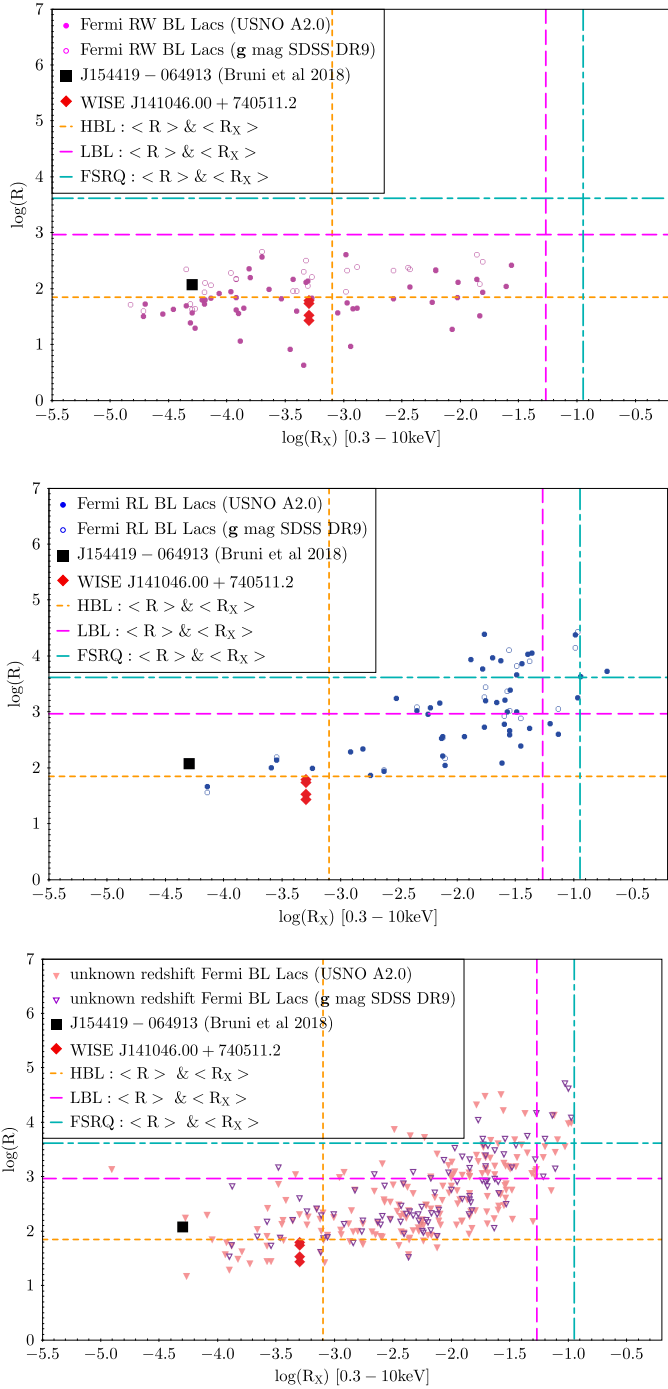 7
6
5
4
3
2
1
0
log(R)
Fermi RW BL Lacs (USNO A2.0)
Fermi RW BL Lacs (g mag SDSS DR9)
J154419 − 064913 (Bruni et al 2018)
WISE J141046.00 + 740511.2
HBL : < R > & < R_X >
LBL : < R > & < R_X >
FSRQ : < R > & < R_X >
−5.5 −5.0 −4.5 −4.0 −3.5 −3.0 −2.5 −2.0 −1.5 −1.0 −0.5
log(R_X) [0.3 − 10keV]
7
6
5
4
3
2
1
0
log(R)
Fermi RL BL Lacs (USNO A2.0)
Fermi RL BL Lacs (g mag SDSS DR9)
J154419 − 064913 (Bruni et al 2018)
WISE J141046.00 + 740511.2
HBL : < R > & < R_X >
LBL : < R > & < R_X >
FSRQ : < R > & < R_X >
−5.5 −5.0 −4.5 −4.0 −3.5 −3.0 −2.5 −2.0 −1.5 −1.0 −0.5
log(R_X) [0.3 − 10keV]
7
6
5
4
3
2
1
0
log(R)
unknown redshift Fermi BL Lacs (USNO A2.0)
unknown redshift Fermi BL Lacs (g mag SDSS DR9)
J154419 − 064913 (Bruni et al 2018)
WISE J141046.00 + 740511.2
HBL : < R > & < R_X >
LBL : < R > & < R_X >
FSRQ : < R > & < R_X >
−5.5 −5.0 −4.5 −4.0 −3.5 −3.0 −2.5 −2.0 −1.5 −1.0 −0.5
log(R_X) [0.3 − 10keV]